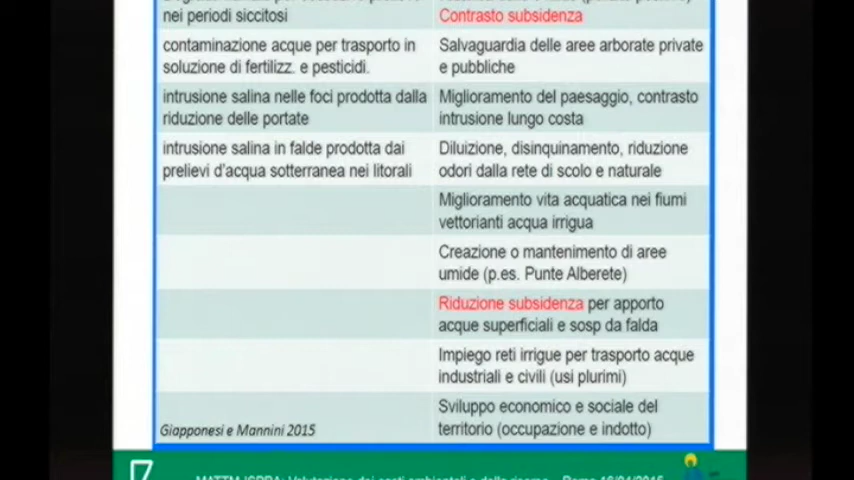 nei periodi siccitosi
Contrasto subsidenza
contaminazione acque per trasporto in
soluzione di fertilizz. e pesticidi.
Salvaguardia delle aree arborate private
e pubbliche
intrusione salina nelle foci prodotta dalla
riduzione delle portate
Miglioramento del paesaggio, contrasto
intrusione lungo costa
intrusione salina in falde prodotta dai
prelievi d'acqua sotterranea nei litorali
Diluizione, disinquinamento, riduzione
odori dalla rete di scolo e naturale
Miglioramento vita acquatica nei fiumi
vettorianti acqua irrigua
Creazione o mantenimento di aree
umide (p.es. Punte Alberete)
Riduzione subsidenza per apporto
acque superficiali e sosp da falda
Impiego reti irrigue per trasporto acque
industriali e civili (usi plurimi)
Sviluppo economico e sociale del
territorio (occupazione e indotto)
Giapponesi e Mannini 2015